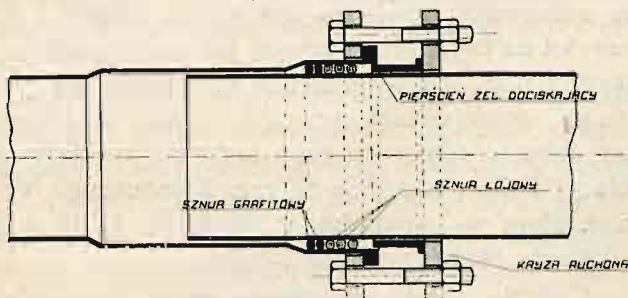 PIERŚCIEŃ ŻEL. DOCISKAJĄCY
SZNUR ŁOJOWY
SZNUR GRAFITOWY
KRYZA RUCHOMA